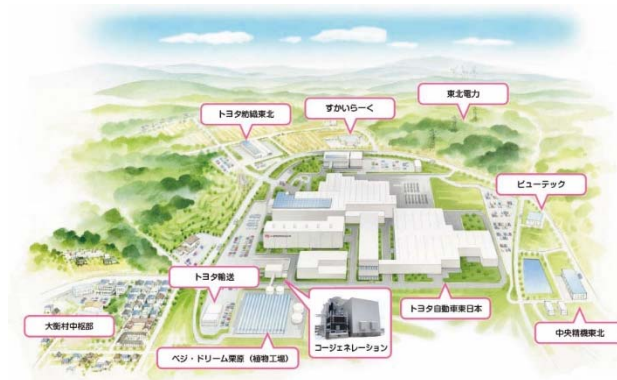 東北電力
すかいらーく
トヨタ紡織東北
ビューテック
トヨタ輸送
トヨタ自動車東日本
大衡村中枢部
コージェネレーション
中央精機東北
ベジ・ドリーム栗原（植物工場）